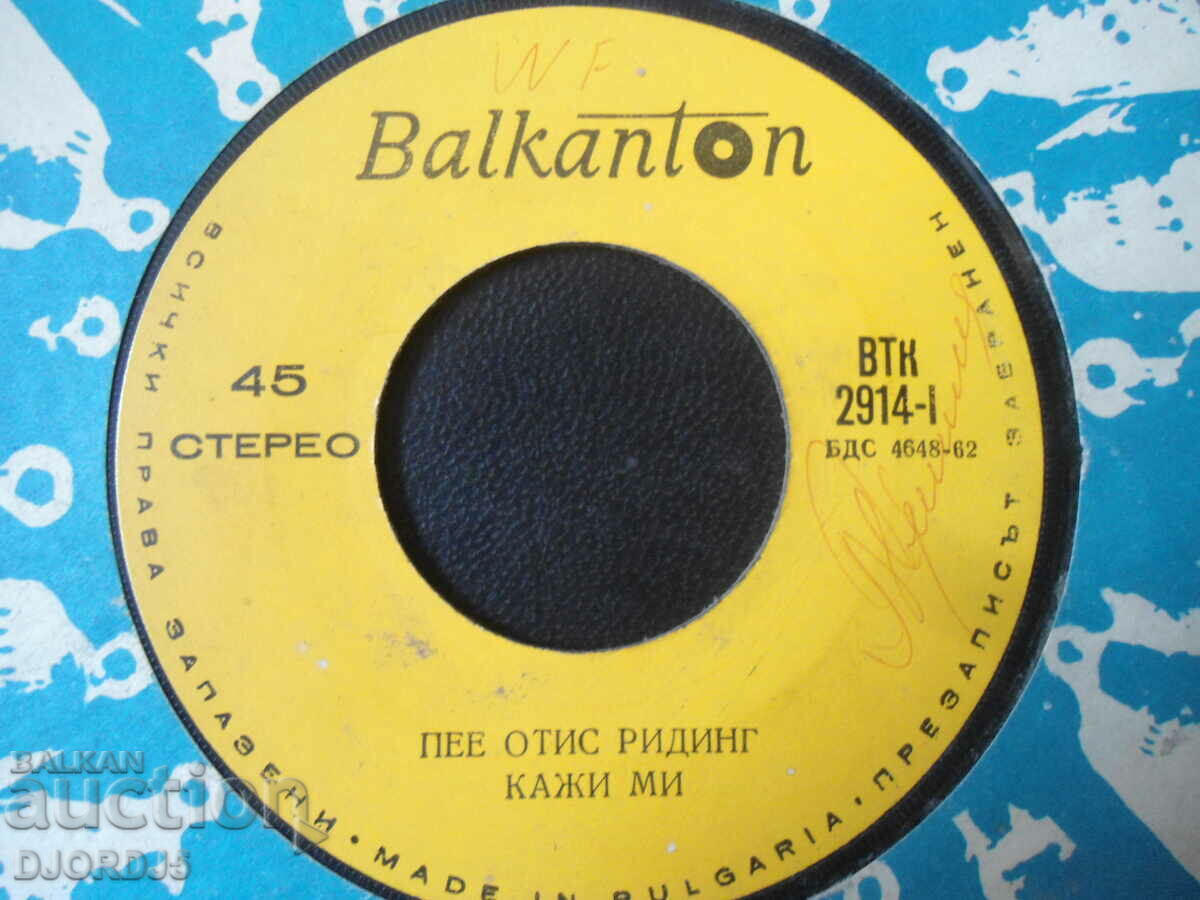 W F
Balkanton
45
СТЕРЕО
ВТК
2914-I
БДС 4648-62
ПЕЕ ОТИС РИДИНГ
КАЖИ МИ
ВСИЧКИ ПРАВА ЗАПАЗЕНИ • MADE IN BULGARIA • ПРЕЗАПИСЪТ ЗАБРАНЕН
BALKAN
auction
DJORDJ5